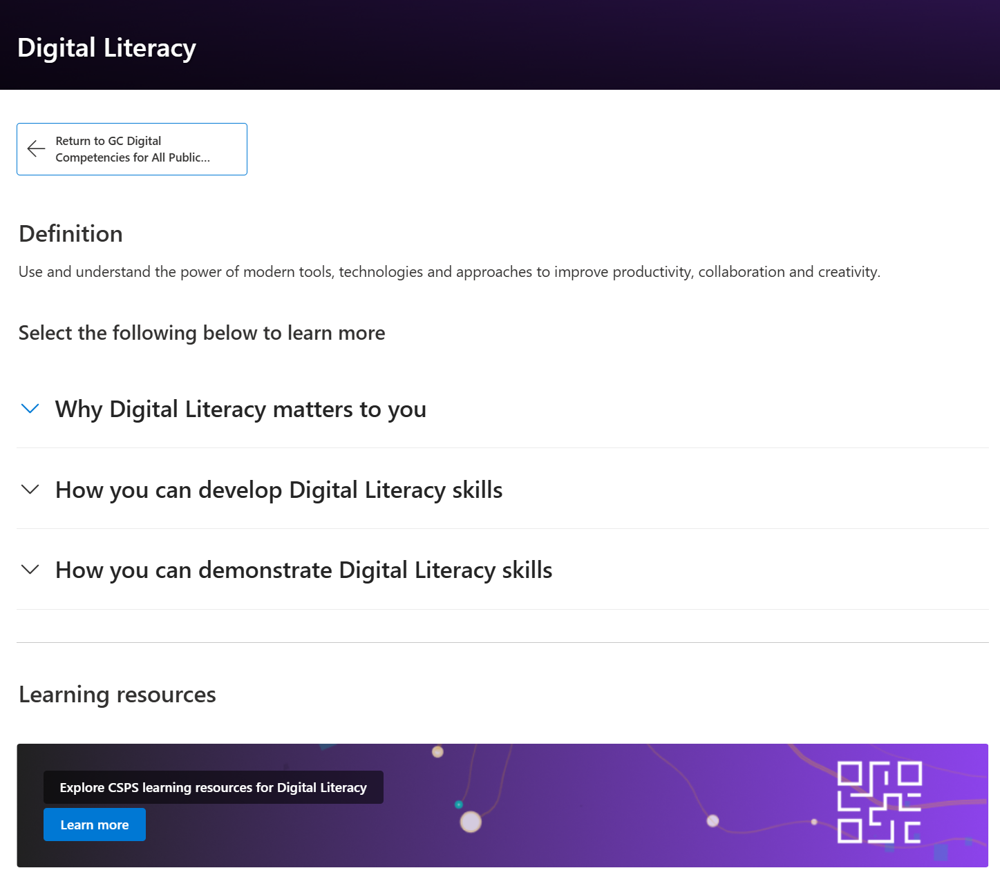 Digital Literacy
Return to GC Digital
Competencies for All Public...
Definition
Use and understand the power of modern tools, technologies and approaches to improve productivity, collaboration and creativity.
Select the following below to learn more
Why Digital Literacy matters to you
How you can develop Digital Literacy skills
How you can demonstrate Digital Literacy skills
Learning resources
Explore CSPS learning resources for Digital Literacy
Learn more